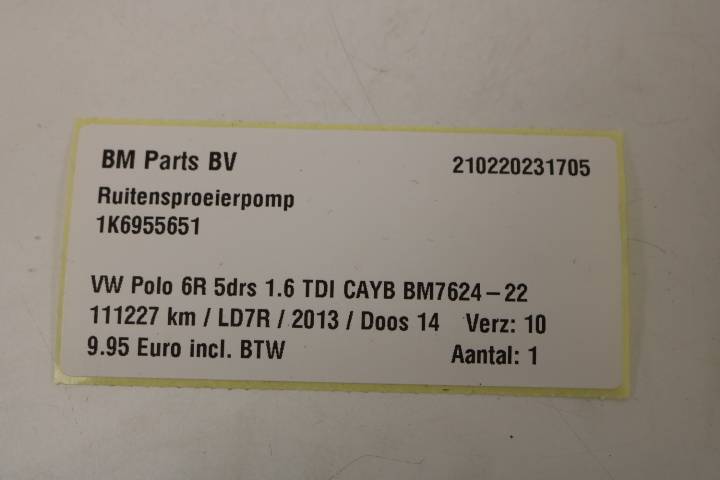 BM Parts BV 210220231705
Ruitensproeierpomp
1K6955651
VW Polo 6R 5drs 1.6 TDI CAYB BM7624-22
111227 km / LD7R / 2013 / Doos 14 Verz: 10
9.95 Euro incl. BTW Aantal: 1